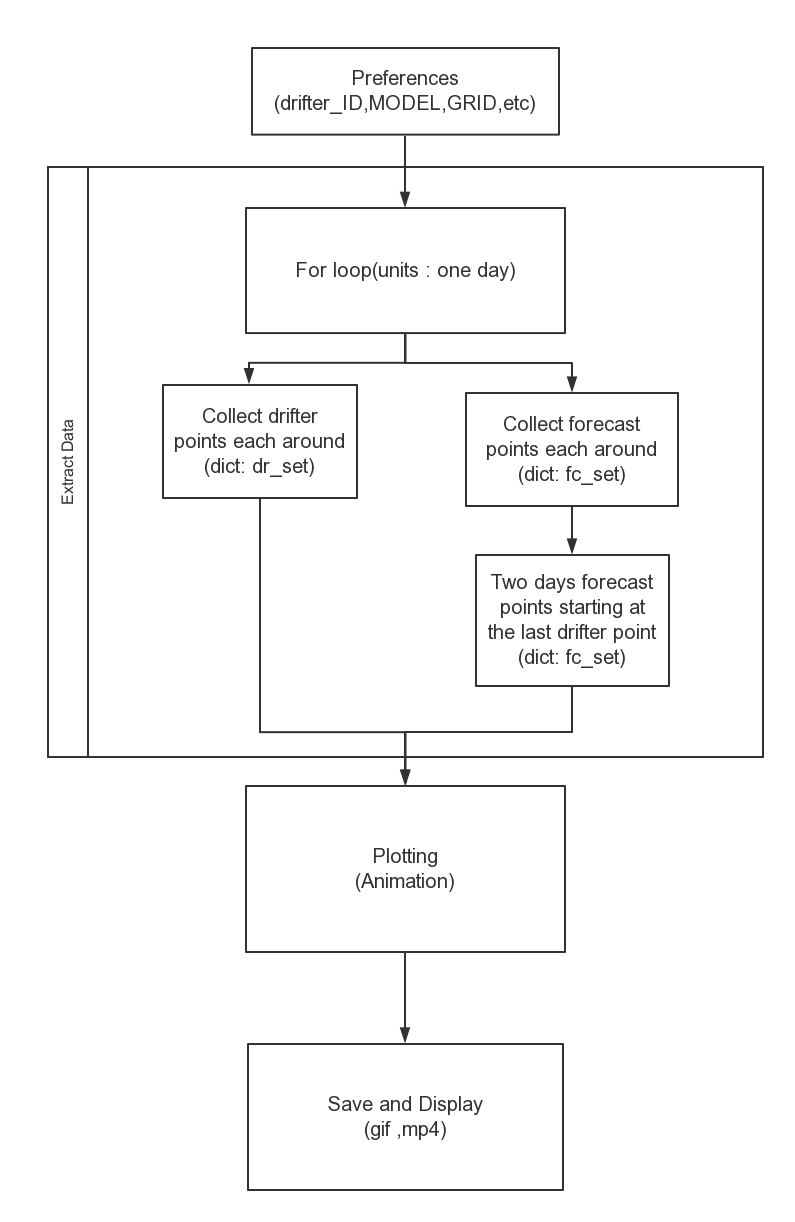 Preferences
(drifter_ID,MODEL,GRID,etc)
Extract Data
For loop(units : one day)
Collect drifter
points each around
(dict: dr_set)
Collect forecast
points each around
(dict: fc_set)
Two days forecast
points starting at
the last drifter point
(dict: fc_set)
Plotting
(Animation)
Save and Display
(gif ,mp4)